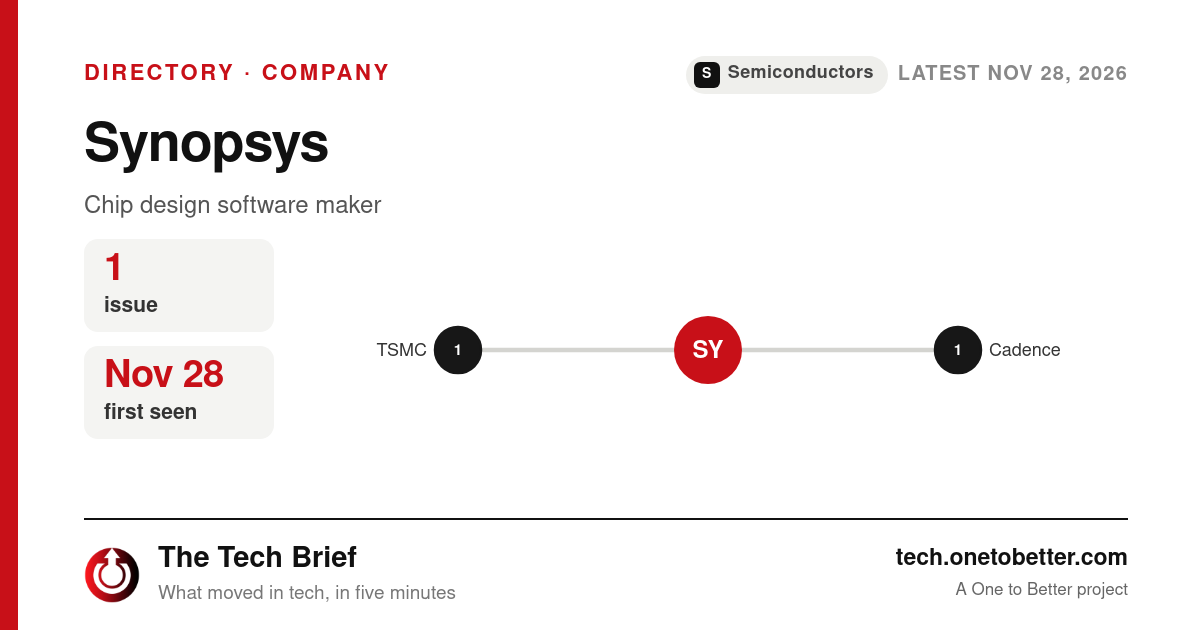 DIRECTORY · COMPANY
S Semiconductors LATEST NOV 28, 2026
Synopsys
Chip design software maker
1
issue
Nov 28
first seen
TSMC 1 SY 1 Cadence
The Tech Brief
What moved in tech, in five minutes
tech.onetobetter.com
A One to Better project